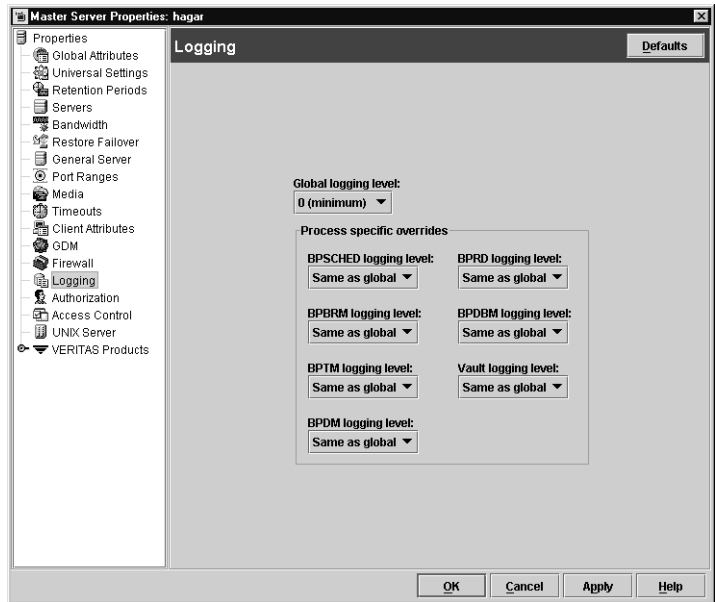 Master Server Properties: hagar
Properties
Global Attributes
Universal Settings
Retention Periods
Servers
Bandwidth
Restore Failover
General Server
Port Ranges
Media
Timeouts
Client Attributes
GDM
Firewall
Logging
Authorization
Access Control
UNIX Server
VERITAS Products
Logging
Defaults
Global logging level:
0 (minimum)
Process specific overrides
BPSCHED logging level: BPRD logging level:
Same as global Same as global
BPBRM logging level: BPDBM logging level:
Same as global Same as global
BPTM logging level: Vault logging level:
Same as global Same as global
BPDM logging level:
Same as global
OK Cancel Apply Help